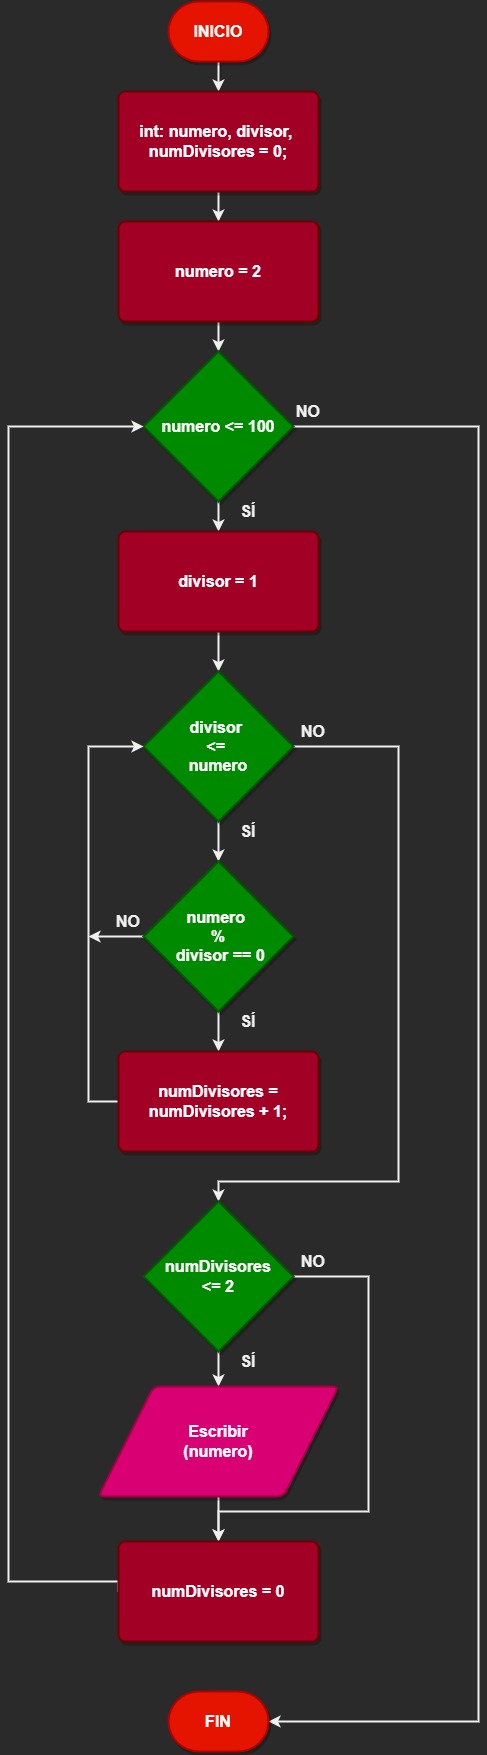 INICIO
int: numero, divisor,
numDivisores = 0;
numero = 2
numero <= 100
NO
SÍ
divisor = 1
divisor
<=
numero
NO
SÍ
numero
%
divisor == 0
NO
SÍ
numDivisores =
numDivisores + 1;
numDivisores
<= 2
NO
SÍ
Escribir
(numero)
numDivisores = 0
FIN